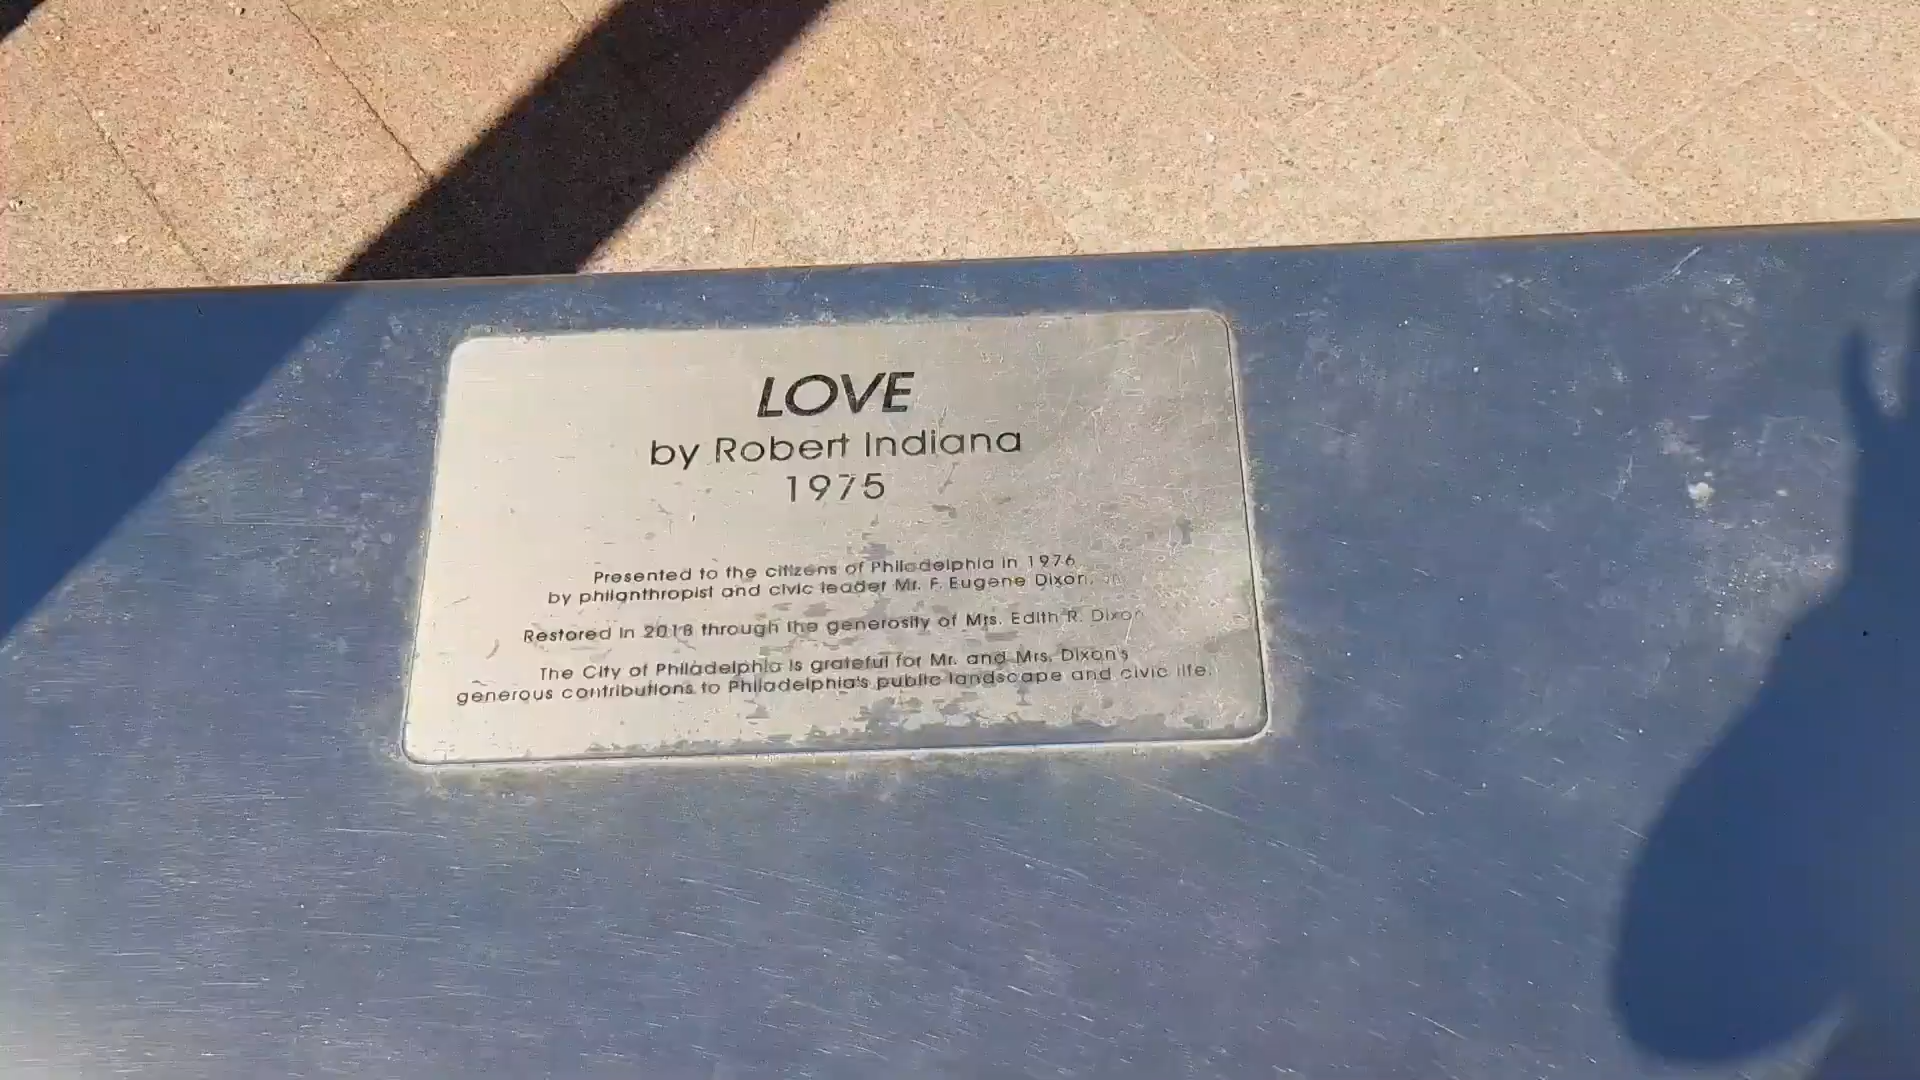 LOVE
by Robert Indiana
1975
Presented to the citizens of Philadelphia in 1976
by philanthropist and civic leader Mr. F. Eugene Dixon,
Restored in 2018 through the generosity of Mrs. Edith R. Dixon
The City of Philadelphia is grateful for Mr. and Mrs. Dixon's
generous contributions to Philadelphia's public landscape and civic life.